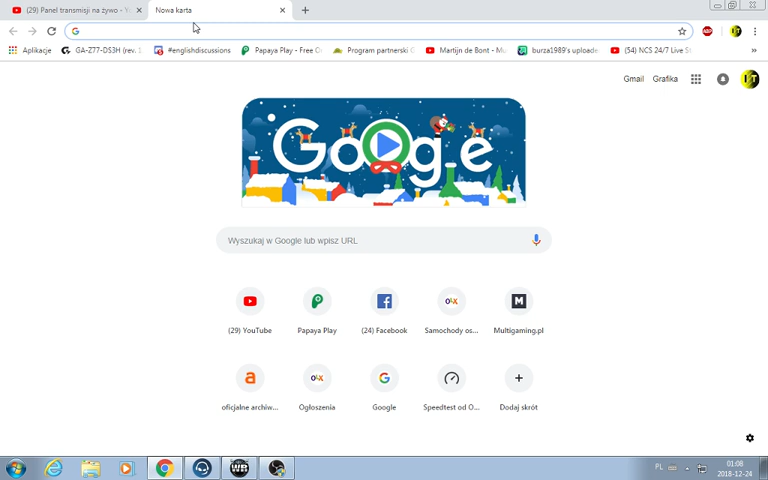 (29) Panel transmisji na żywo - Y
Nowa karta
Aplikacje
GA-Z77-DS3H (rev.
#englishdiscussions
Papaya Play - Free O
Program partnerski
Martijn de Bont - Mu
burza1989's uploade
(54) NCS 24/7 Live St
»
ABP
Gmail
Grafika
Google
Wyszukaj w Google lub wpisz URL
(29) YouTube
Papaya Play
(24) Facebook
Samochody os...
Multigaming.pl
oficjalne archiw...
Ogłoszenia
Google
Speedtest od O...
Dodaj skrót
PL
01:08
2018-12-24